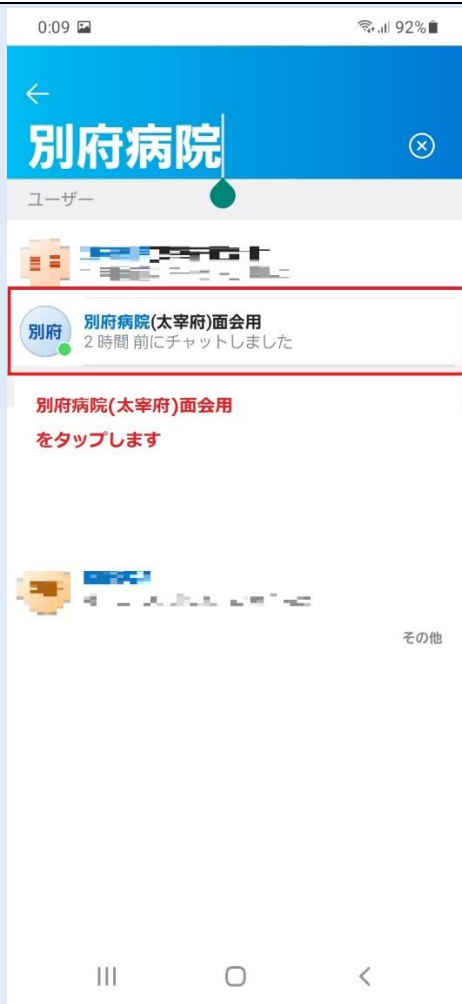 0:09 92%
別府病院
ユーザー
別府
別府病院(太宰府)面会用
2 時間 前にチャットしました
別府病院(太宰府)面会用
をタップします
その他